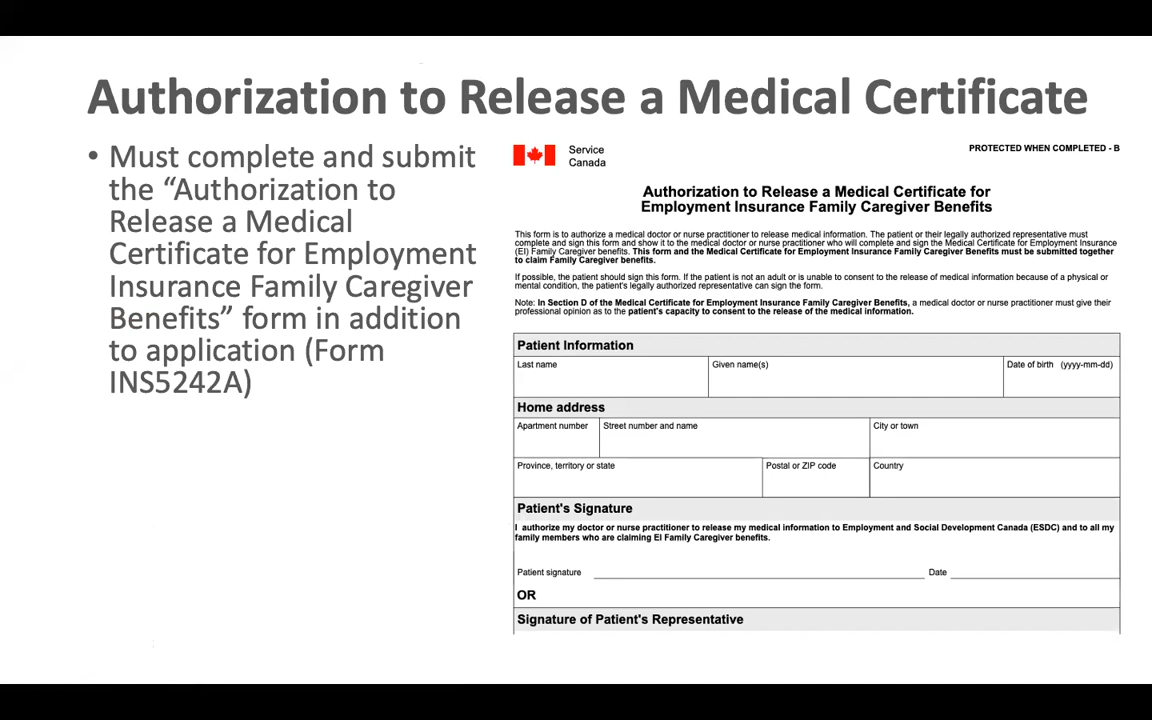 Authorization to Release a Medical Certificate
• Must complete and submit
the “Authorization to
Release a Medical
Certificate for Employment
Insurance Family Caregiver
Benefits” form in addition
to application (Form
INS5242A)
Service
Canada
PROTECTED WHEN COMPLETED - B
Authorization to Release a Medical Certificate for
Employment Insurance Family Caregiver Benefits
This form is to authorize a medical doctor or nurse practitioner to release medical information. The patient or their legally authorized representative must
complete and sign this form and show it to the medical doctor or nurse practitioner who will complete and sign the Medical Certificate for Employment Insurance
(EI) Family Caregiver benefits. This form and the Medical Certificate for Employment Insurance Family Caregiver Benefits must be submitted together
to claim Family Caregiver benefits.
If possible, the patient should sign this form. If the patient is not an adult or is unable to consent to the release of medical information because of a physical or
mental condition, the patient's legally authorized representative can sign the form.
Note: In Section D of the Medical Certificate for Employment Insurance Family Caregiver Benefits, a medical doctor or nurse practitioner must give their
professional opinion as to the patient's capacity to consent to the release of the medical information.
Patient Information
Last name
Given name(s)
Date of birth (yyyy-mm-dd)
Home address
Apartment number
Street number and name
City or town
Province, territory or state
Postal or ZIP code
Country
Patient's Signature
I authorize my doctor or nurse practitioner to release my medical information to Employment and Social Development Canada (ESDC) and to all my
family members who are claiming EI Family Caregiver benefits.
Patient signature
Date
OR
Signature of Patient's Representative